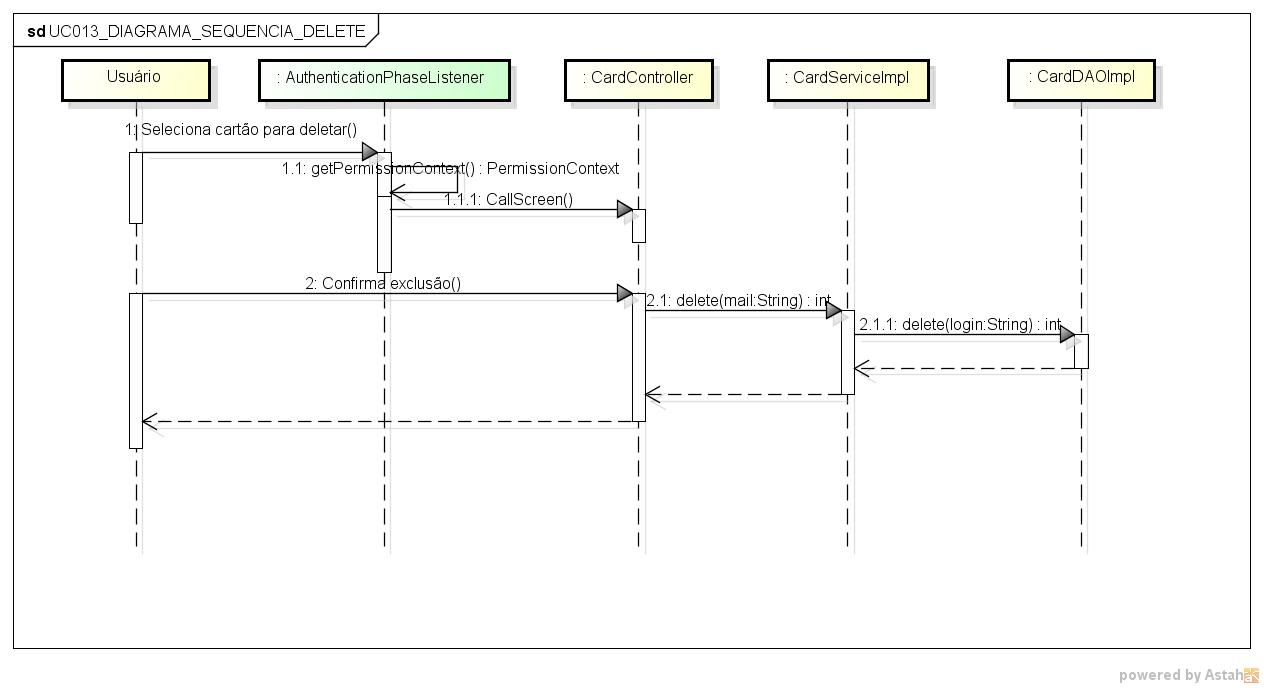 sd UC013_DIAGRAMA_SEQUENCIA_DELETE
Usuário
: AuthenticationPhaseListener
: CardController
: CardServiceImpl
: CardDAOImpl
1: Seleciona cartão para deletar()
1.1: getPermissionContext() : PermissionContext
1.1.1: CallScreen()
2: Confirma exclusão()
2.1: delete(mail:String) : int
2.1.1: delete(login:String) : int
powered by Astah